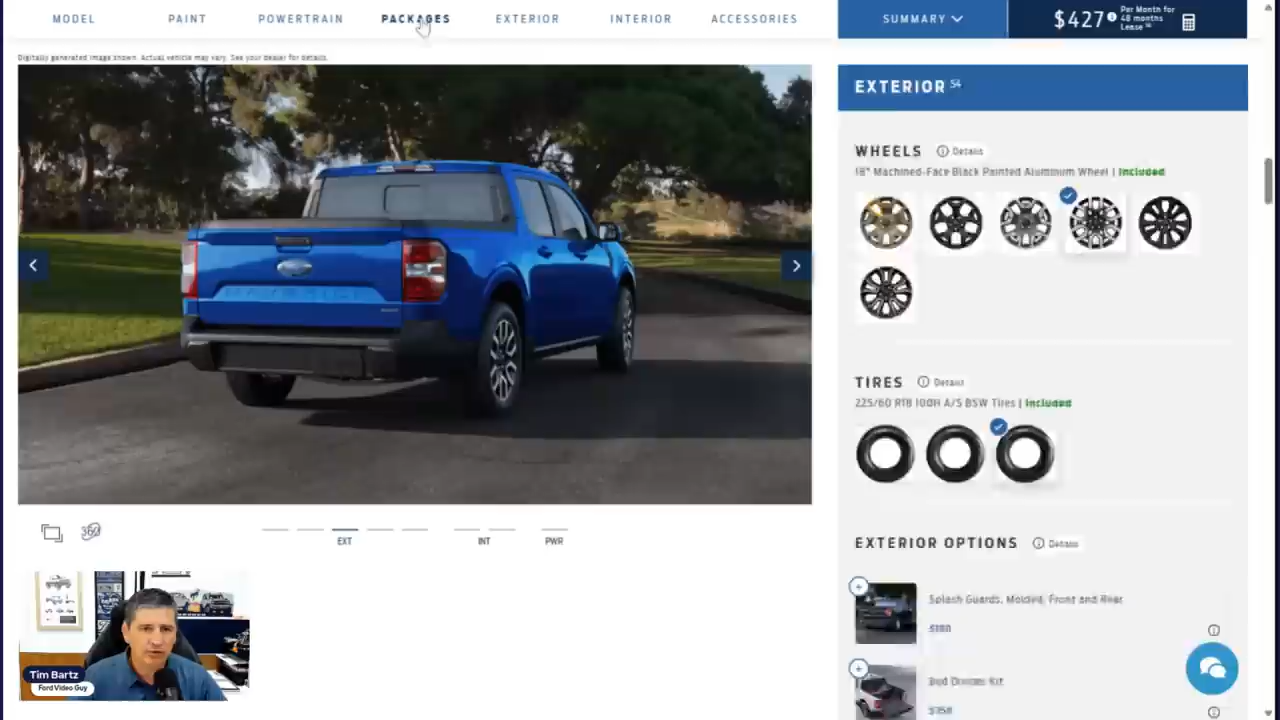 MODEL
PAINT
POWERTRAIN
PACKAGES
EXTERIOR
INTERIOR
ACCESSORIES
SUMMARY
$427
Per Month for
48 months
Lease
Digitally generated image shown. Actual vehicle may vary. See your dealer for details.
EXTERIOR 54
WHEELS
Details
18" Machined-Face Black Painted Aluminum Wheel | Included
TIRES
Details
225/60 R18 100H A/S BSW Tires | Included
EXTERIOR OPTIONS
Details
Splash Guards, Molded, Front and Rear
$180
Bed Divider Kit
360
EXT
INT
PWR
Tim Bartz
Ford Video Guy